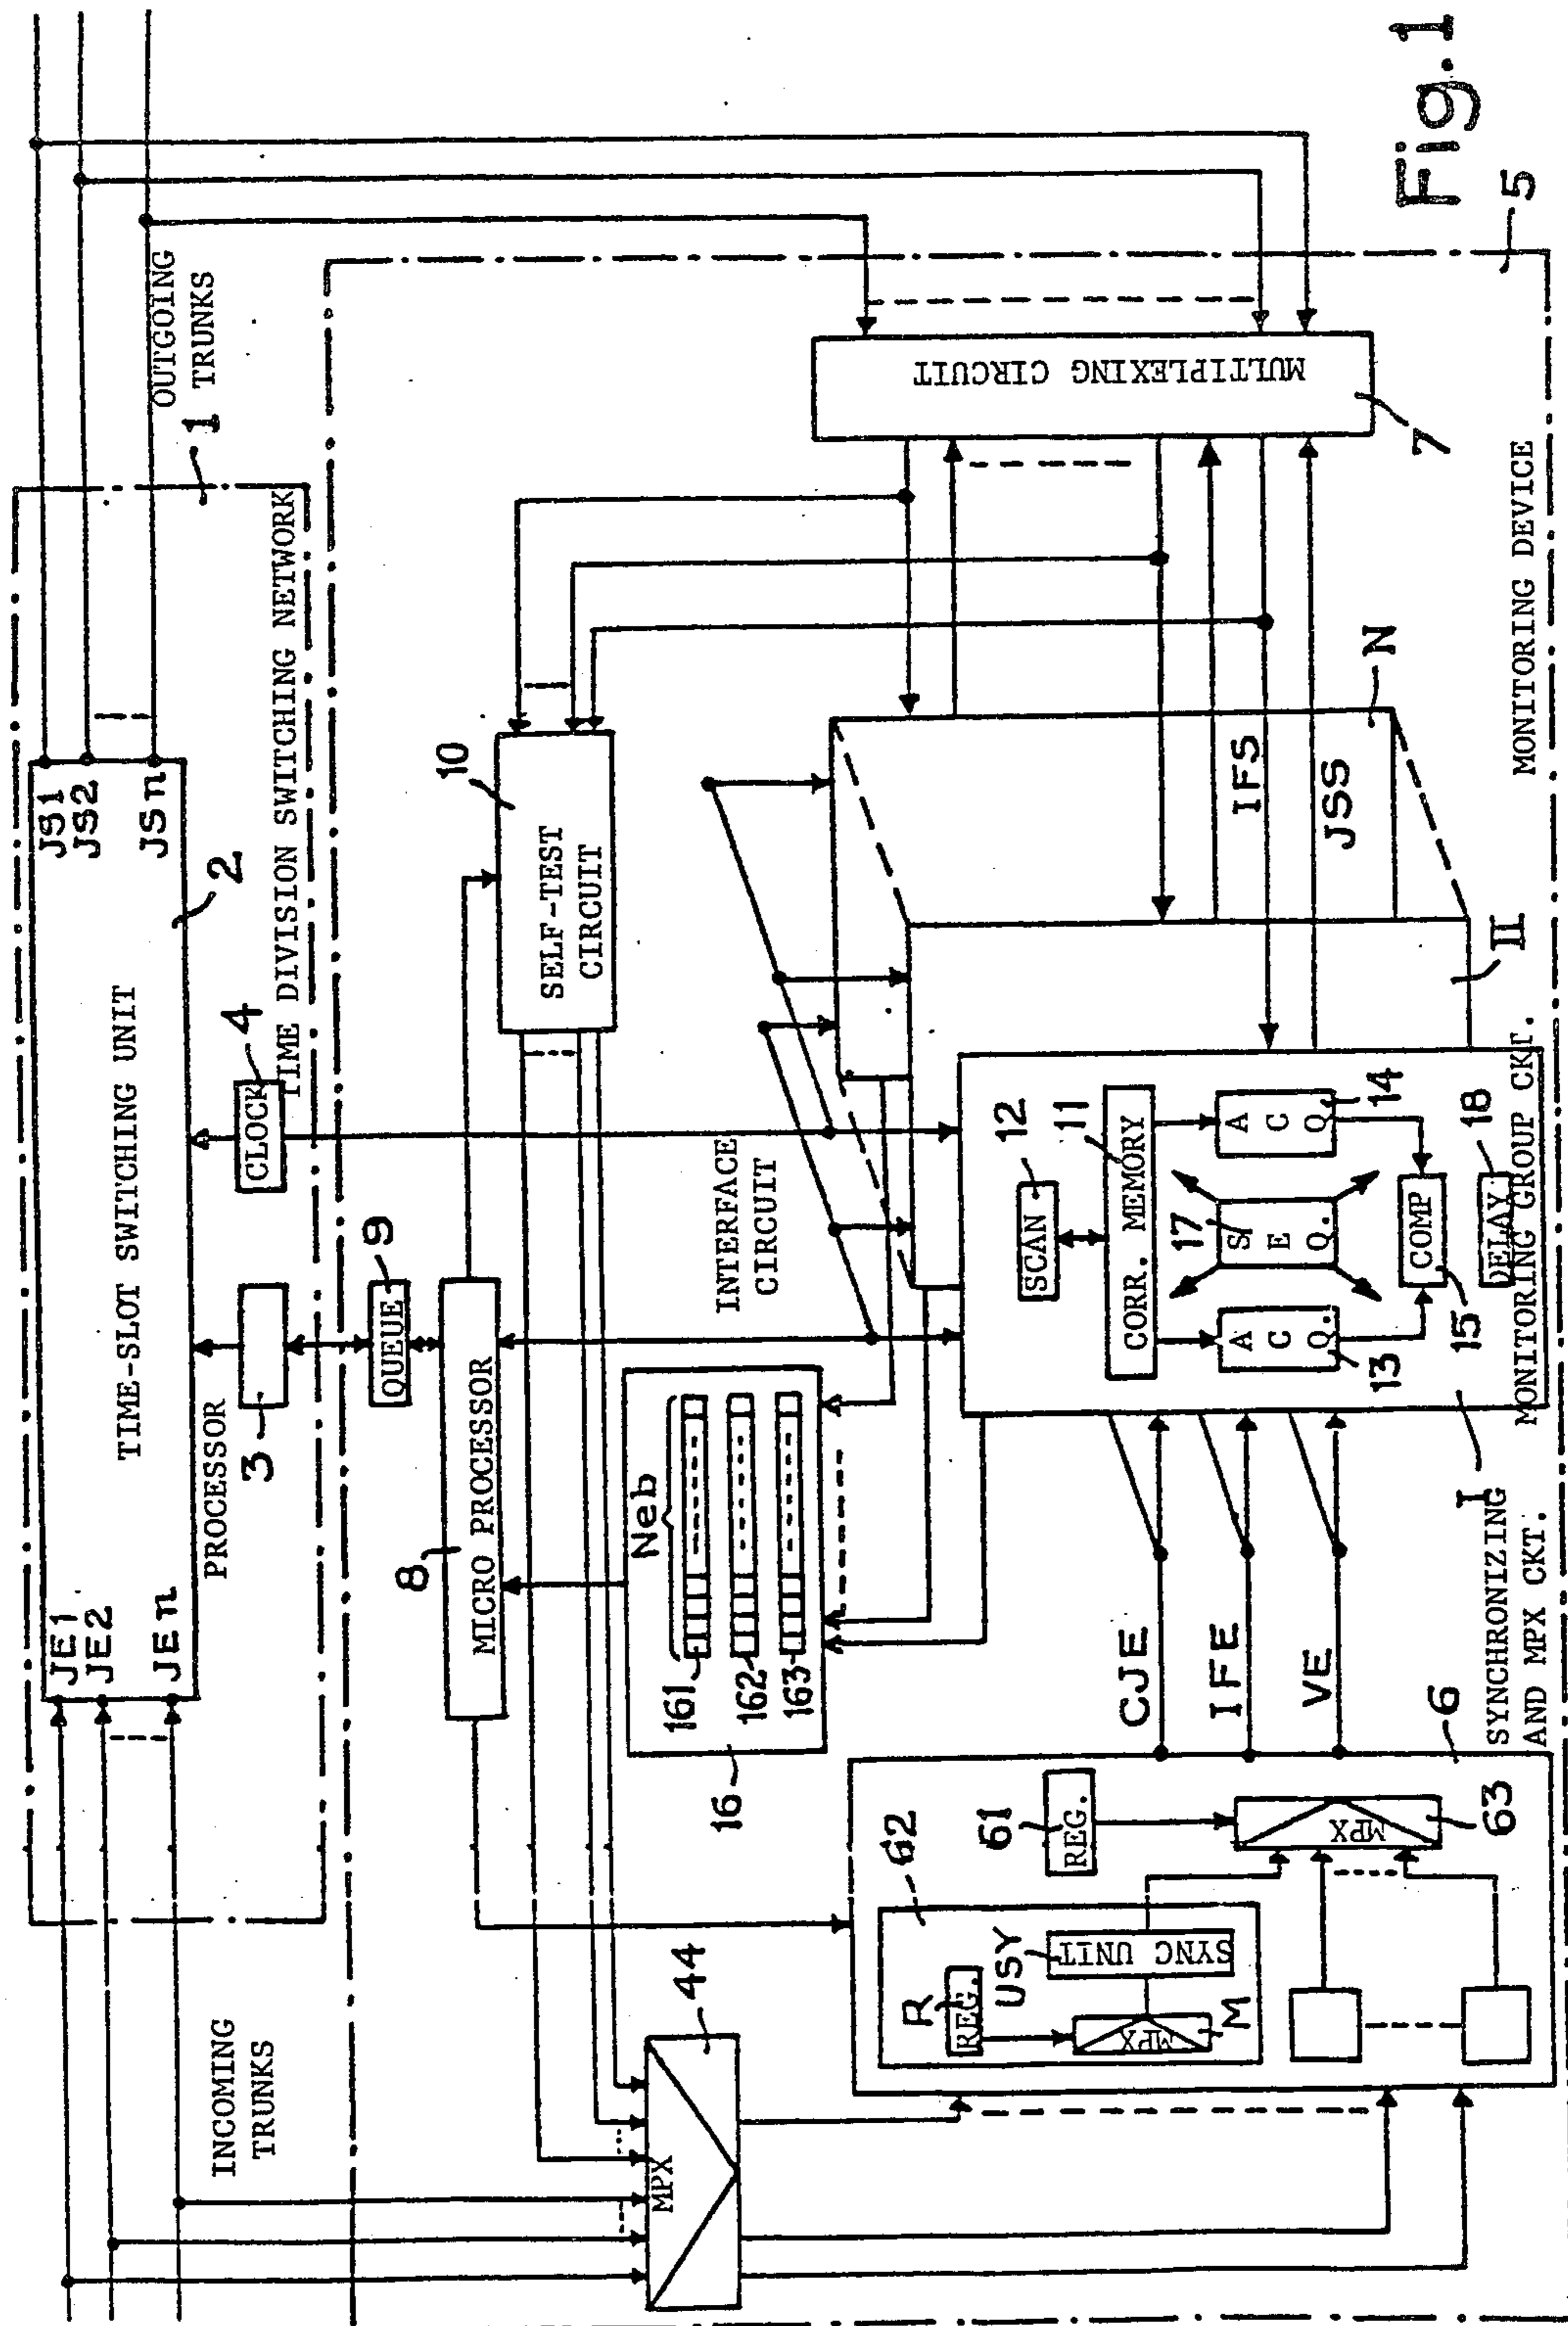 INCOMING
TRUNKS
JE1
JE2
JEn
TIME-SLOT SWITCHING UNIT
JS1
JS2
JSn
2
OUTGOING
TRUNKS
1
PROCESSOR
3
CLOCK
4
TIME DIVISION SWITCHING NETWORK
QUEUE
9
8
MICRO PROCESSOR
10
SELF-TEST
CIRCUIT
44
MPX
Neb
161
162
163
16
INTERFACE
CIRCUIT
MULTIPLEXING CIRCUIT
7
62
R
REG.
USY
SYNC UNIT
MPX
M
61
REG.
MPX
63
6
SYNCHRONIZING
AND MPX CKT.
CJE
IFE
VE
SCAN
12
11
CORR. MEMORY
A
C
Q.
13
17
S
E
Q.
A
C
Q
14
COMP
15
DELAY
18
I
MONITORING GROUP CKT.
II
N
IFS
JSS
MONITORING DEVICE
5
Fig.1